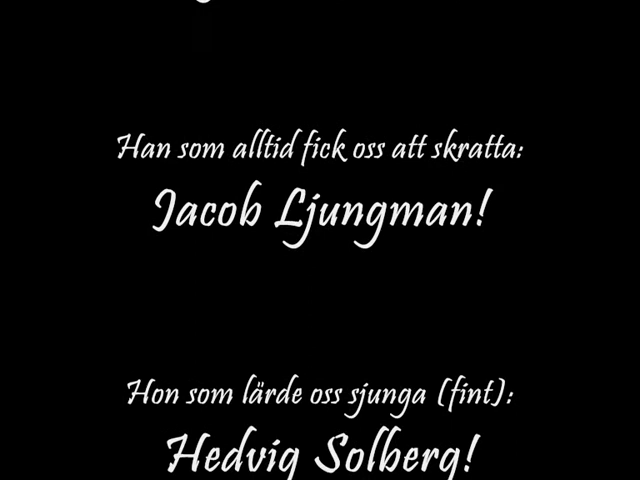 Han som alltid fick oss att skratta:
Jacob Ljungman!
Hon som lärde oss sjunga (fint):
Hedvig Solberg!